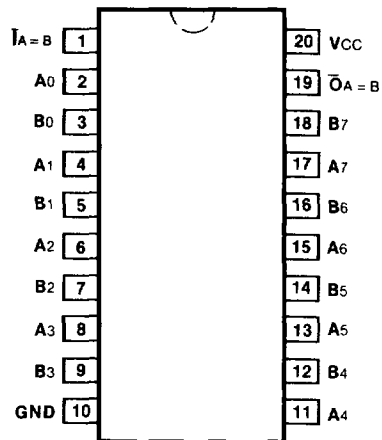 I̅A = B 1 20 VCC
A0 2 19 O̅A = B
B0 3 18 B7
A1 4 17 A7
B1 5 16 B6
A2 6 15 A6
B2 7 14 B5
A3 8 13 A5
B3 9 12 B4
GND 10 11 A4